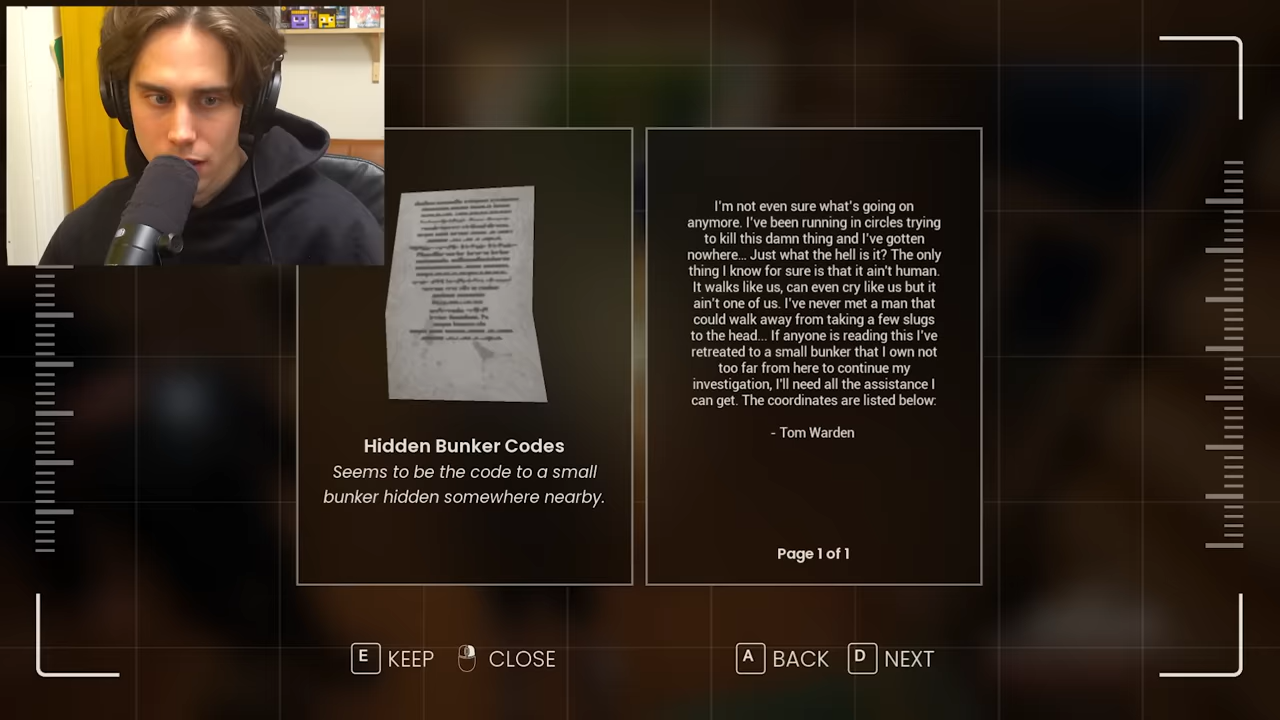 Hidden Bunker Codes
Seems to be the code to a small
bunker hidden somewhere nearby.
I'm not even sure what's going on
anymore. I've been running in circles trying
to kill this damn thing and I've gotten
nowhere... Just what the hell is it? The only
thing I know for sure is that it ain't human.
It walks like us, can even cry like us but it
ain't one of us. I've never met a man that
could walk away from taking a few slugs
to the head... If anyone is reading this I've
retreated to a small bunker that I own not
too far from here to continue my
investigation, I'll need all the assistance I
can get. The coordinates are listed below:
- Tom Warden
Page 1 of 1
E KEEP CLOSE
A BACK D NEXT